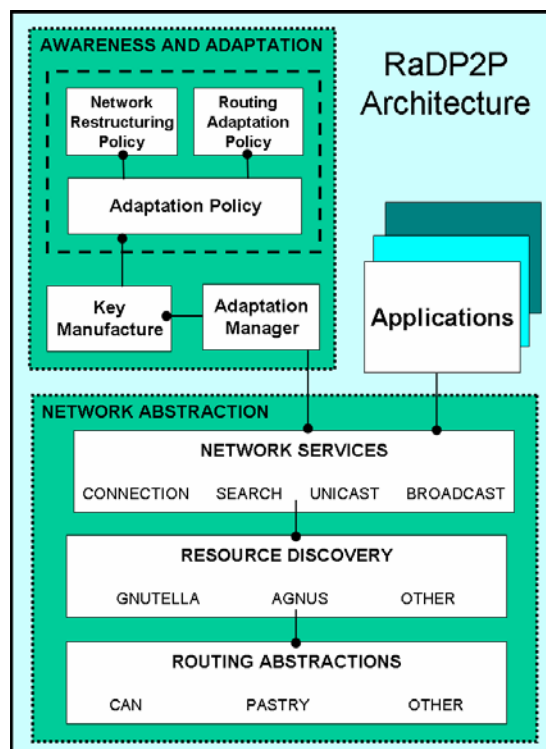 AWARENESS AND ADAPTATION
RaDP2P
Architecture
Network
Restructuring
Policy
Routing
Adaptation
Policy
Adaptation Policy
Key
Manufacture
Adaptation
Manager
Applications
NETWORK ABSTRACTION
NETWORK SERVICES
CONNECTION SEARCH UNICAST BROADCAST
RESOURCE DISCOVERY
GNUTELLA AGNUS OTHER
ROUTING ABSTRACTIONS
CAN PASTRY OTHER